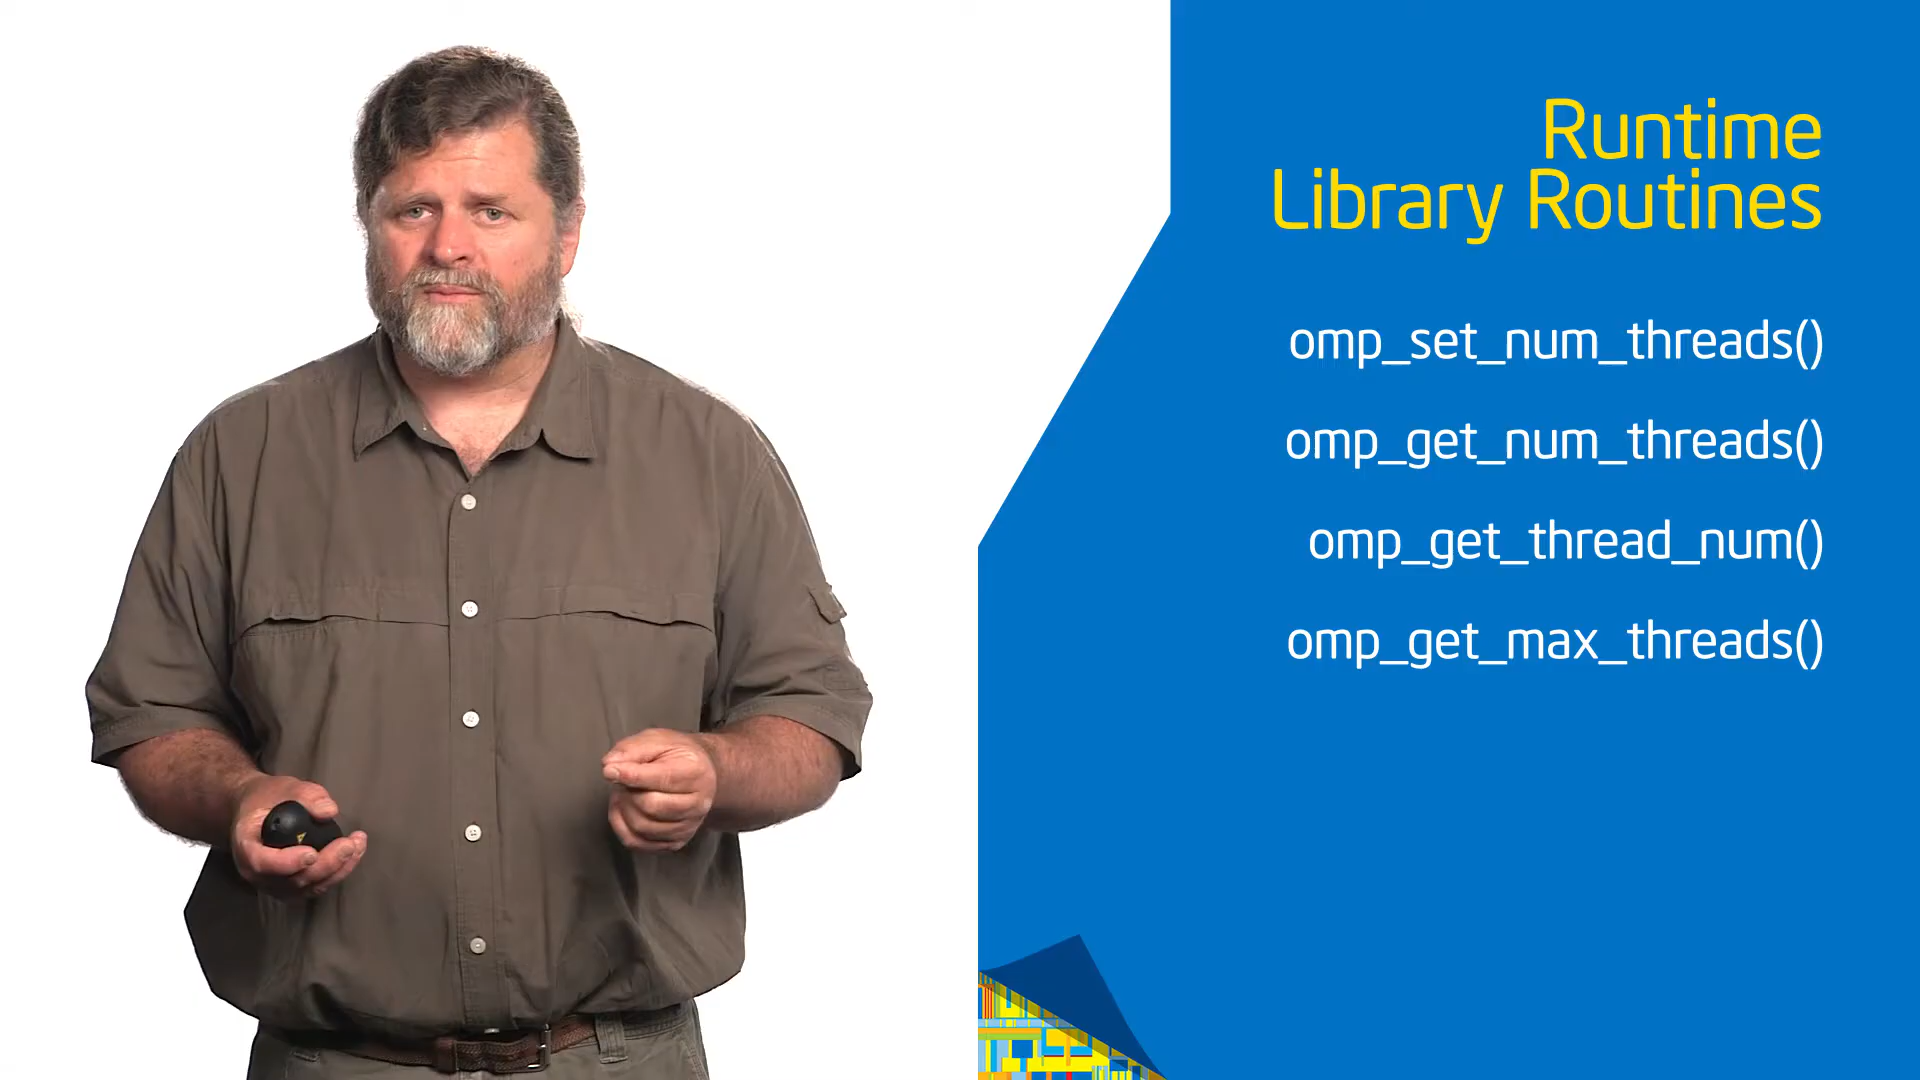 Runtime
Library Routines
omp_set_num_threads()
omp_get_num_threads()
omp_get_thread_num()
omp_get_max_threads()